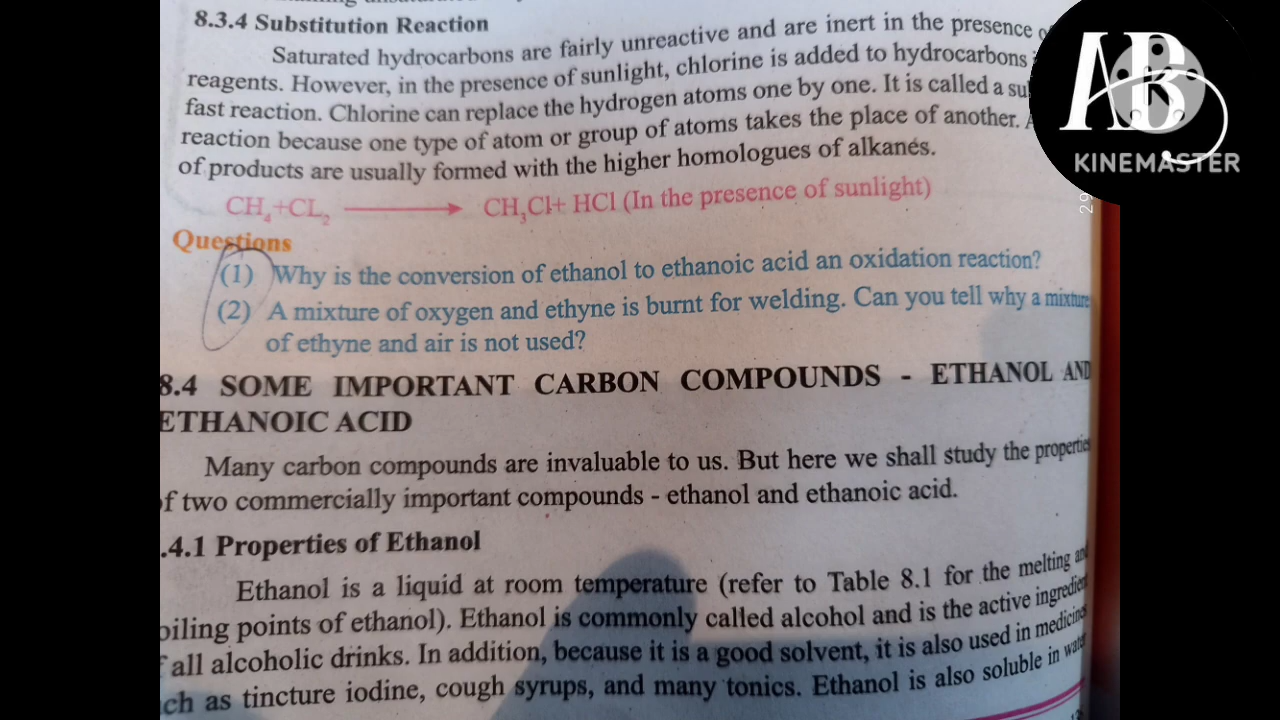 8.3.4 Substitution Reaction
Saturated hydrocarbons are fairly unreactive and are inert in the presence
reagents. However, in the presence of sunlight, chlorine is added to hydrocarbons
fast reaction. Chlorine can replace the hydrogen atoms one by one. It is called a
reaction because one type of atom or group of atoms takes the place of another.
of products are usually formed with the higher homologues of alkanes.
CH₄+CL₂ ⟶ CH₃Cl+ HCl (In the presence of sunlight)
Questions
(1) Why is the conversion of ethanol to ethanoic acid an oxidation reaction?
(2) A mixture of oxygen and ethyne is burnt for welding. Can you tell why a mixture
of ethyne and air is not used?
8.4 SOME IMPORTANT CARBON COMPOUNDS - ETHANOL AND
ETHANOIC ACID
Many carbon compounds are invaluable to us. But here we shall study the properties
of two commercially important compounds - ethanol and ethanoic acid.
.4.1 Properties of Ethanol
Ethanol is a liquid at room temperature (refer to Table 8.1 for the melting and
oiling points of ethanol). Ethanol is commonly called alcohol and is the active ingredient
all alcoholic drinks. In addition, because it is a good solvent, it is also used in medicines
ch as tincture iodine, cough syrups, and many tonics. Ethanol is also soluble in water
ABS
K
KINEMASTER
29